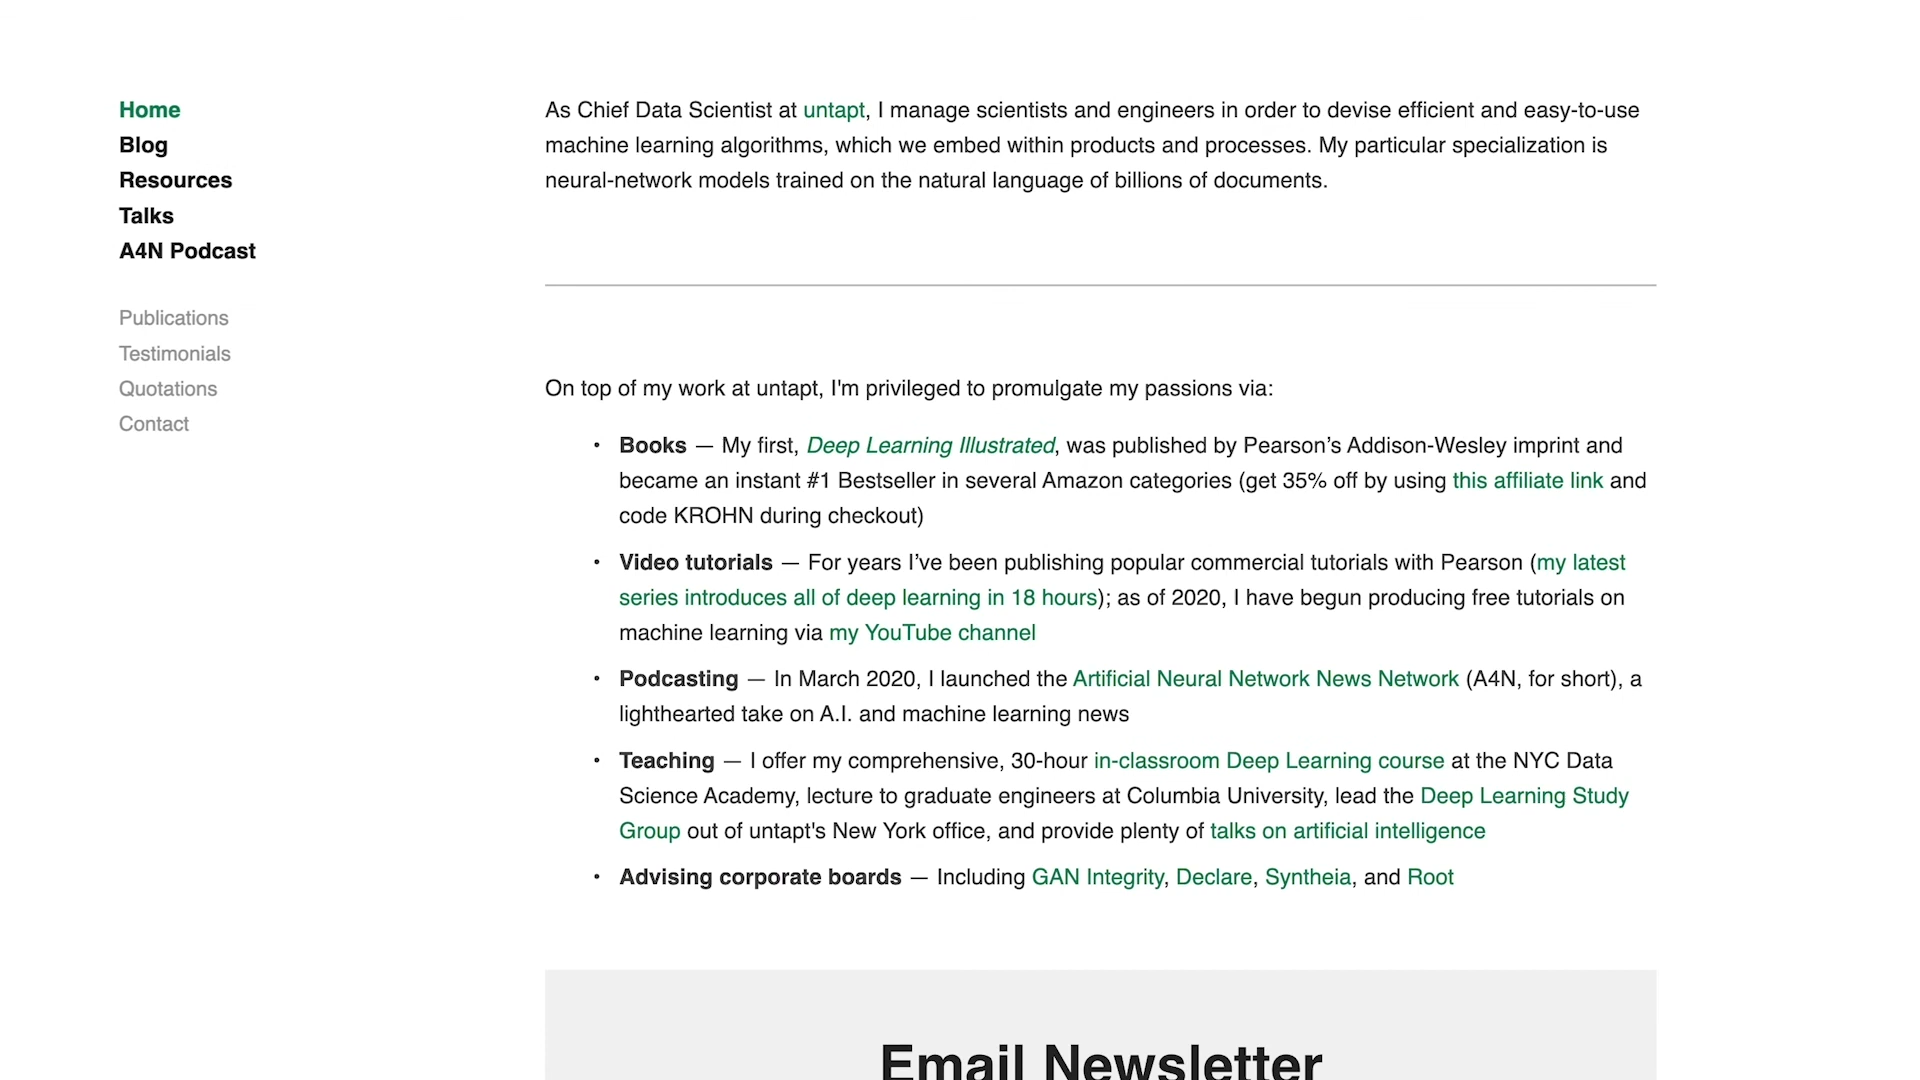 Home
Blog
Resources
Talks
A4N Podcast
Publications
Testimonials
Quotations
Contact
As Chief Data Scientist at untapt, I manage scientists and engineers in order to devise efficient and easy-to-use
machine learning algorithms, which we embed within products and processes. My particular specialization is
neural-network models trained on the natural language of billions of documents.
On top of my work at untapt, I'm privileged to promulgate my passions via:
• Books — My first, Deep Learning Illustrated, was published by Pearson’s Addison-Wesley imprint and
became an instant #1 Bestseller in several Amazon categories (get 35% off by using this affiliate link and
code KROHN during checkout)
• Video tutorials — For years I’ve been publishing popular commercial tutorials with Pearson (my latest
series introduces all of deep learning in 18 hours); as of 2020, I have begun producing free tutorials on
machine learning via my YouTube channel
• Podcasting — In March 2020, I launched the Artificial Neural Network News Network (A4N, for short), a
lighthearted take on A.I. and machine learning news
• Teaching — I offer my comprehensive, 30-hour in-classroom Deep Learning course at the NYC Data
Science Academy, lecture to graduate engineers at Columbia University, lead the Deep Learning Study
Group out of untapt's New York office, and provide plenty of talks on artificial intelligence
• Advising corporate boards — Including GAN Integrity, Declare, Syntheia, and Root
Email Newsletter